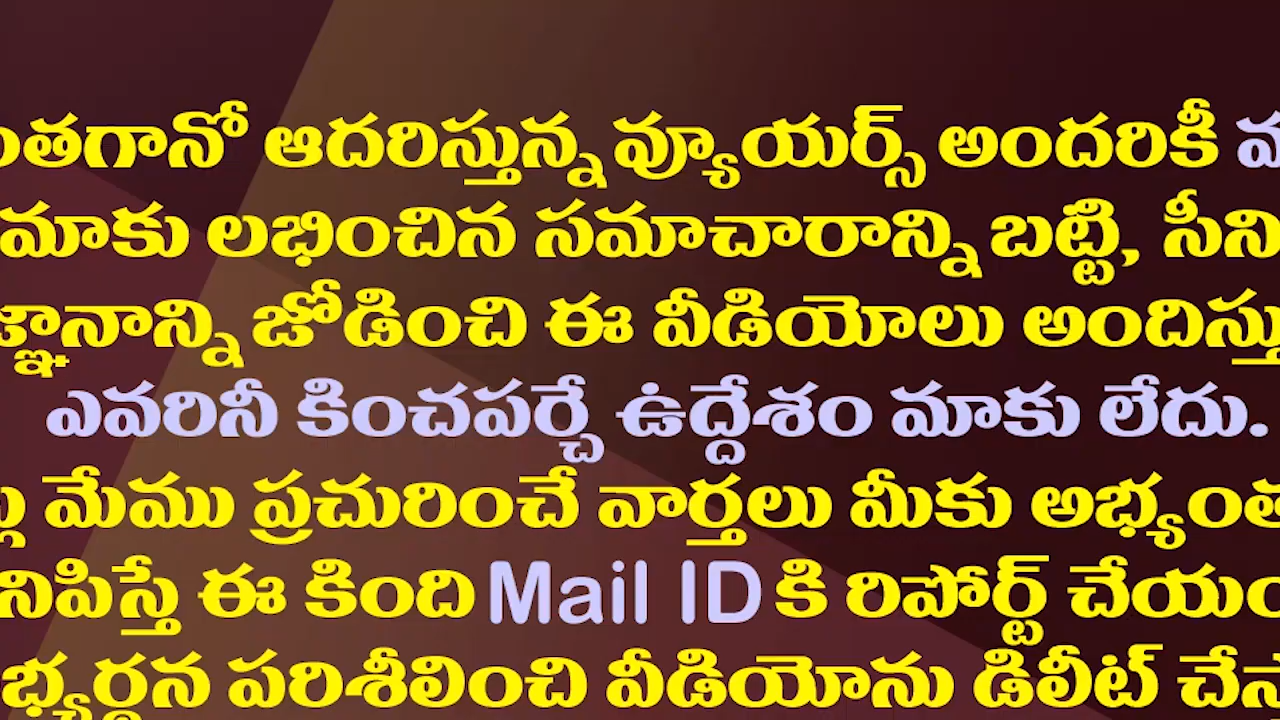 ఆదరిస్తున్న వ్యూయర్స్ అందరికీ
మాకు లభించిన సమాచారాన్ని బట్టి,
జోడించి ఈ వీడియోలు
ఎవరినీ కించపర్చే ఉద్దేశం మాకు లేదు.
మేము ప్రచురించే వార్తలు మీకు
ఈ కింది Mail ID కి రిపోర్ట్
పరిశీలించి వీడియోను డిలీట్